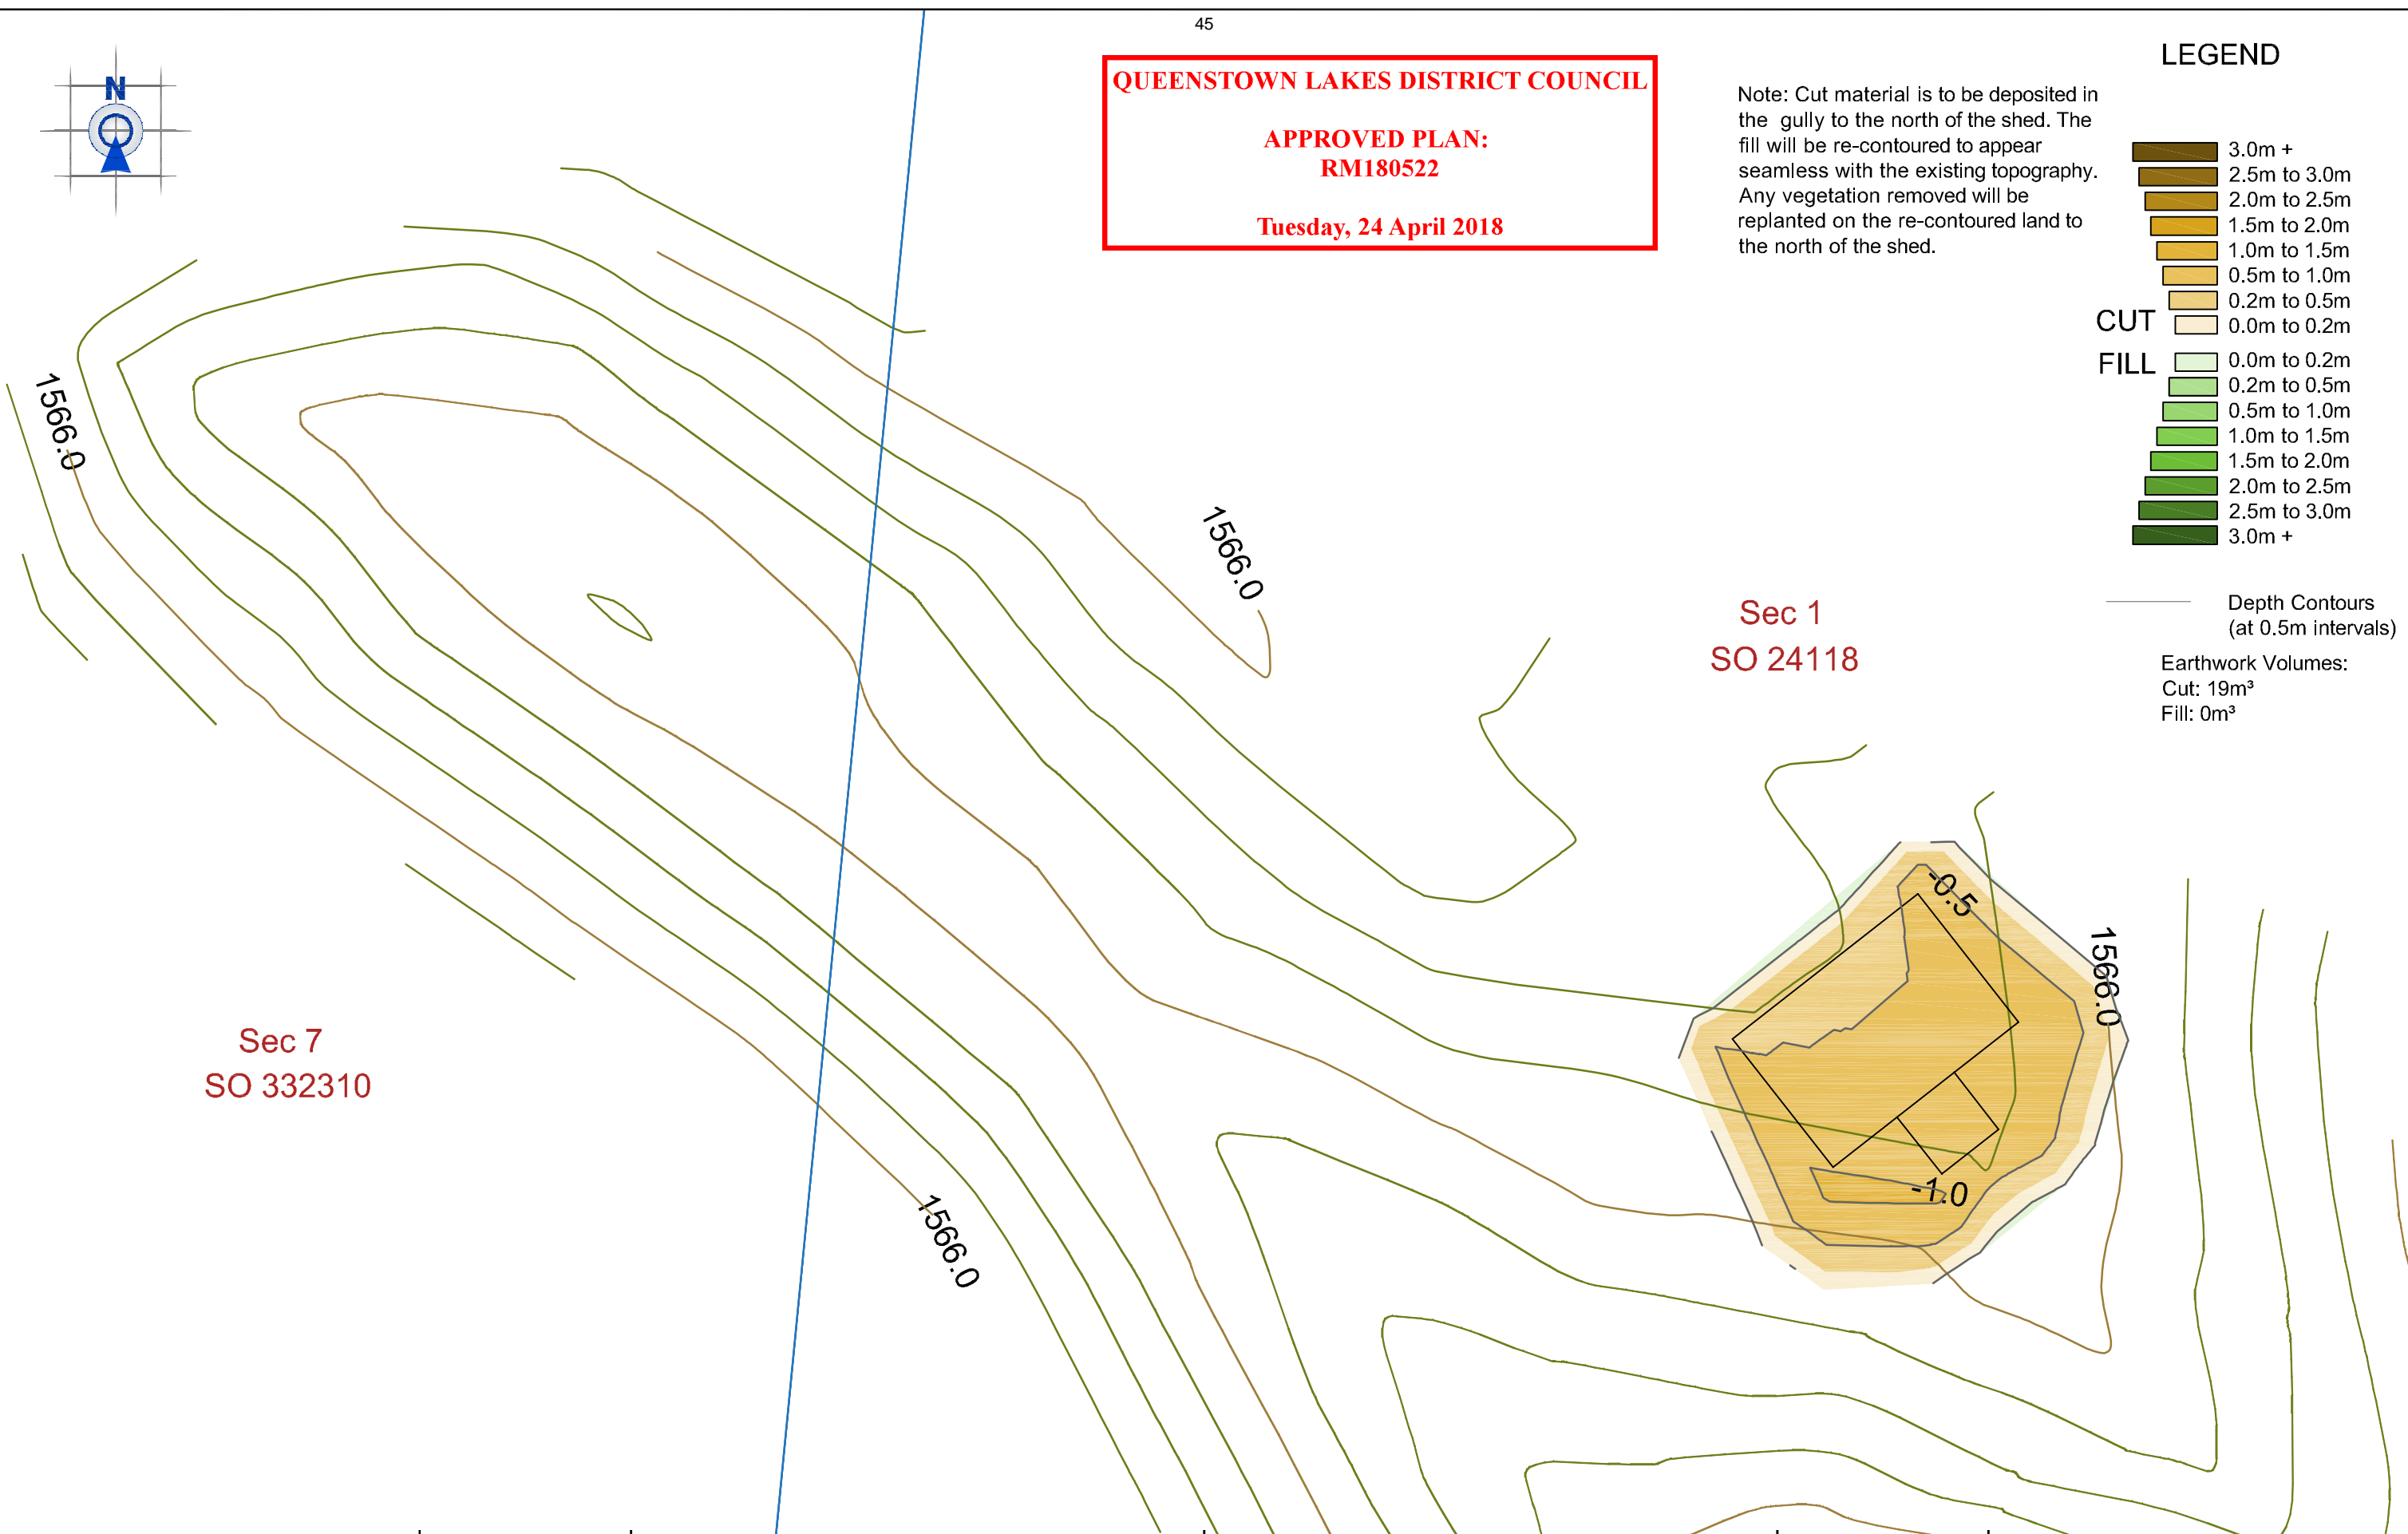 45
N
QUEENSTOWN LAKES DISTRICT COUNCIL
APPROVED PLAN:
RM180522
Tuesday, 24 April 2018
Note: Cut material is to be deposited in
the gully to the north of the shed. The
fill will be re-contoured to appear
seamless with the existing topography.
Any vegetation removed will be
replanted on the re-contoured land to
the north of the shed.
LEGEND
3.0m +
2.5m to 3.0m
2.0m to 2.5m
1.5m to 2.0m
1.0m to 1.5m
0.5m to 1.0m
0.2m to 0.5m
CUT 0.0m to 0.2m
FILL 0.0m to 0.2m
0.2m to 0.5m
0.5m to 1.0m
1.0m to 1.5m
1.5m to 2.0m
2.0m to 2.5m
2.5m to 3.0m
3.0m +
Depth Contours
(at 0.5m intervals)
Earthwork Volumes:
Cut: 19m³
Fill: 0m³
1566.0
1566.0
Sec 1
SO 24118
-0.5
1566.0
Sec 7
SO 332310
-1.0
1566.0